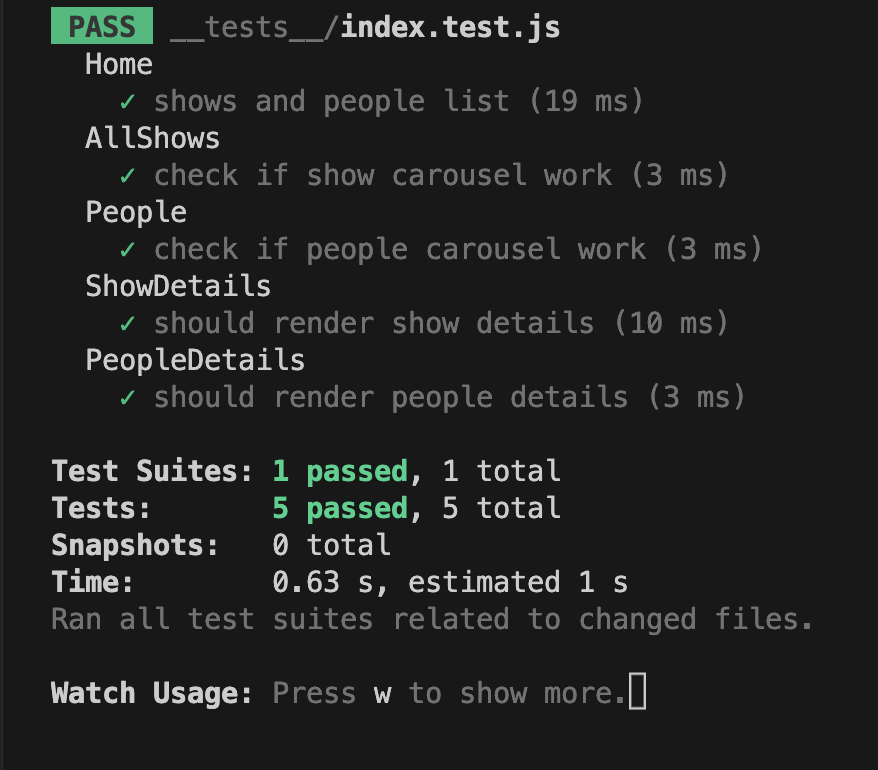 PASS __tests__/index.test.js
Home
✓ shows and people list (19 ms)
AllShows
✓ check if show carousel work (3 ms)
People
✓ check if people carousel work (3 ms)
ShowDetails
✓ should render show details (10 ms)
PeopleDetails
✓ should render people details (3 ms)
Test Suites: 1 passed, 1 total
Tests: 5 passed, 5 total
Snapshots: 0 total
Time: 0.63 s, estimated 1 s
Ran all test suites related to changed files.
Watch Usage: Press w to show more.